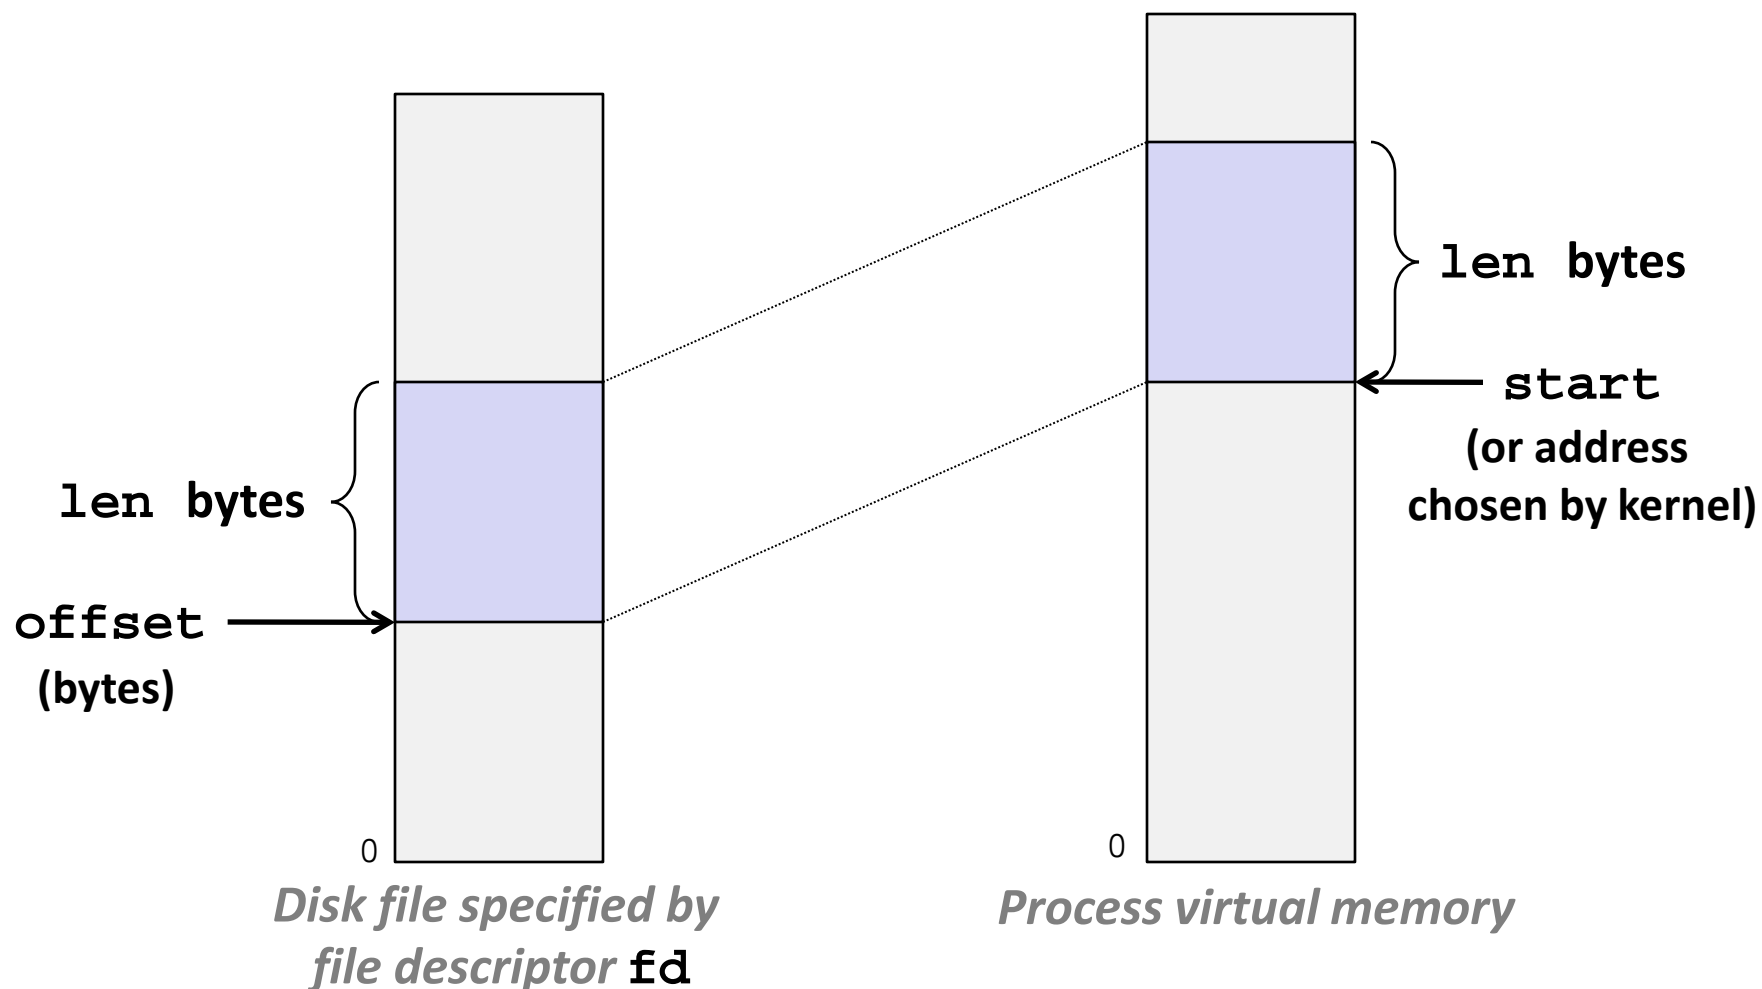 len bytes
start
(or address
chosen by kernel)
len bytes
offset
(bytes)
0
0
Disk file specified by
file descriptor fd
Process virtual memory